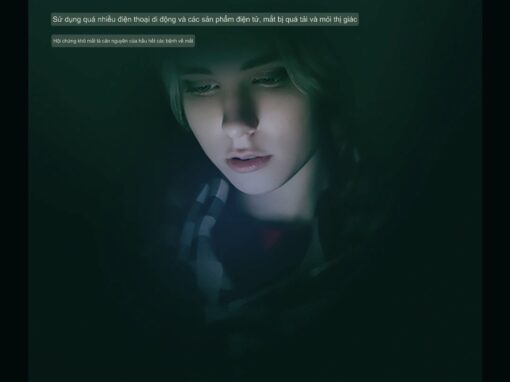 Sử dụng quá nhiều điện thoại di động và các sản phẩm điện tử, mắt bị quá tải và mỏi thị giác
Hội chứng khô mắt là căn nguyên của hầu hết các bệnh về mắt